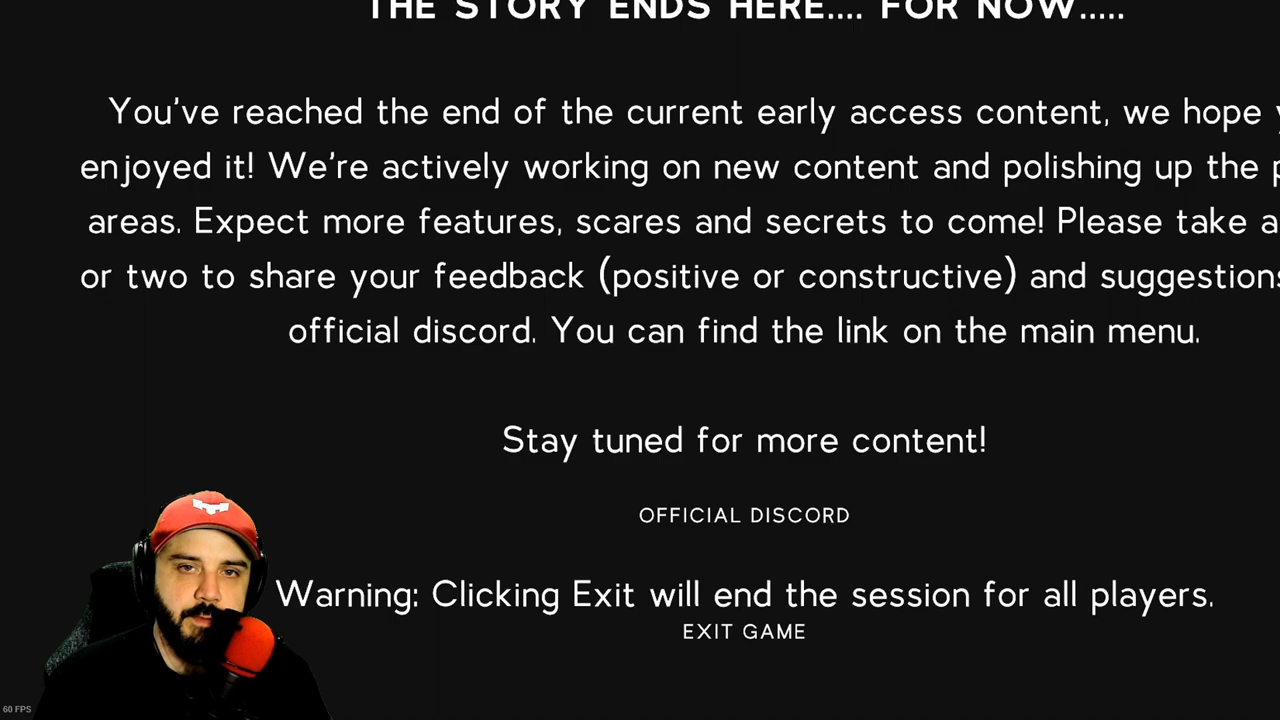 THE STORY ENDS HERE.... FOR NOW.....
You've reached the end of the current early access content, we hope
enjoyed it! We're actively working on new content and polishing up the
areas. Expect more features, scares and secrets to come! Please take a
or two to share your feedback (positive or constructive) and suggestions
official discord. You can find the link on the main menu.
Stay tuned for more content!
OFFICIAL DISCORD
Warning: Clicking Exit will end the session for all players.
EXIT GAME
60 FPS